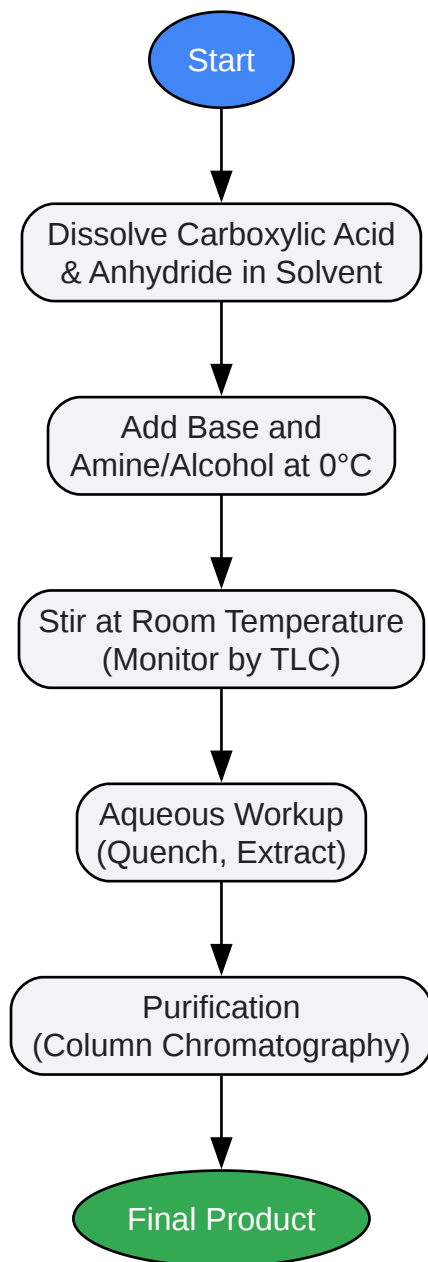 Start
Dissolve Carboxylic Acid
& Anhydride in Solvent
Add Base and
Amine/Alcohol at 0°C
Stir at Room Temperature
(Monitor by TLC)
Aqueous Workup
(Quench, Extract)
Purification
(Column Chromatography)
Final Product